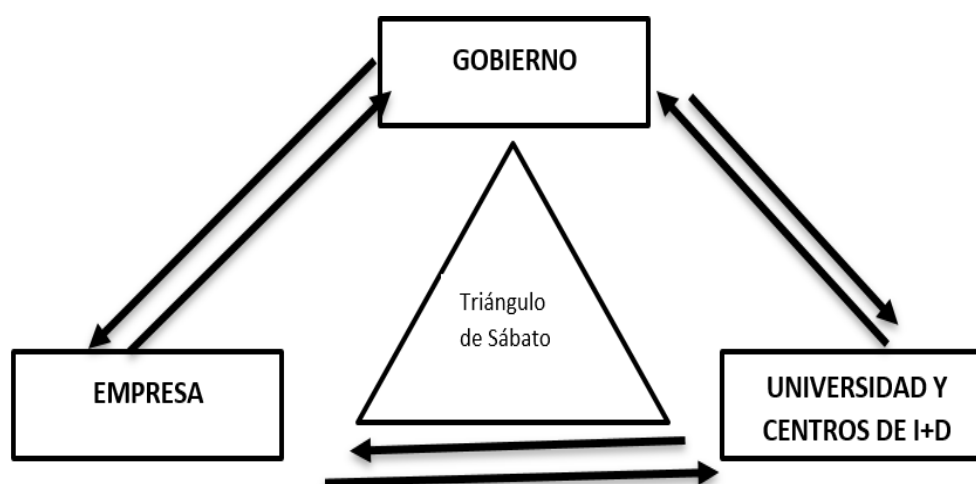 GOBIERNO
Triángulo
de Sábato
EMPRESA
UNIVERSIDAD Y
CENTROS DE I+D